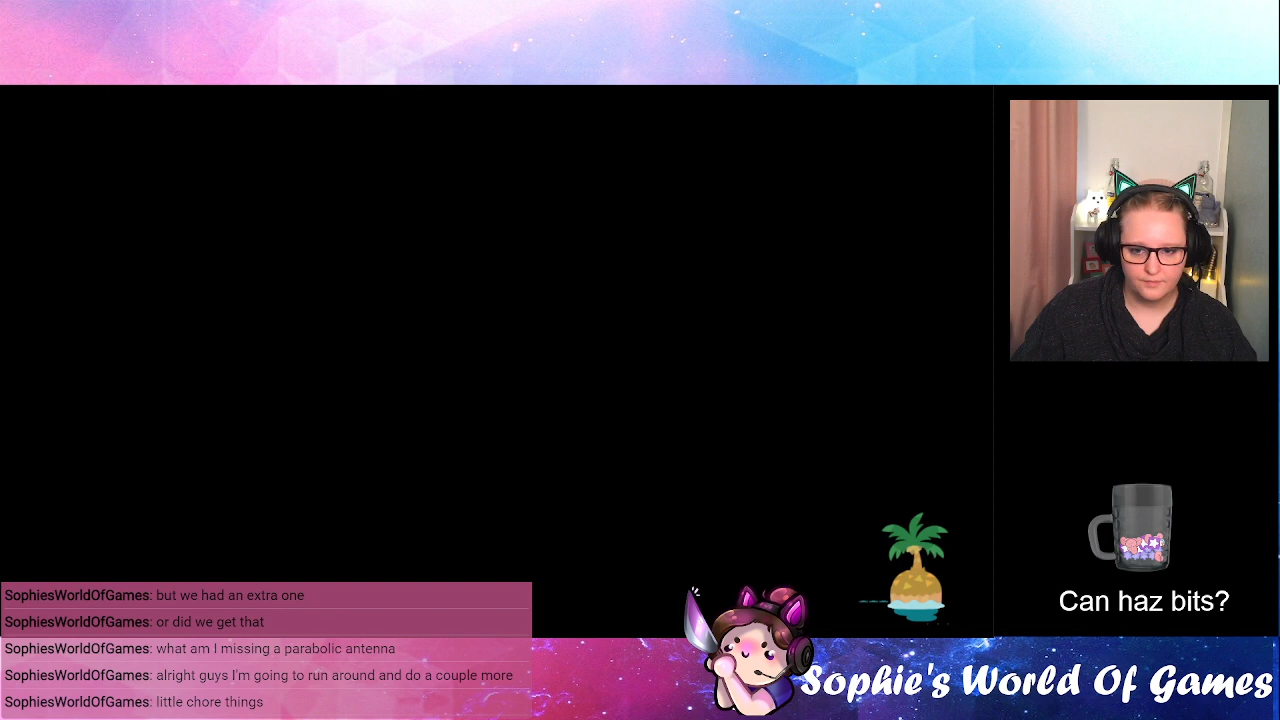 Can haz bits?
SophiesWorldOfGames: but we had an extra one
SophiesWorldOfGames: or did we get that
SophiesWorldOfGames: what am I missing a parabolic antenna
SophiesWorldOfGames: alright guys I'm going to run around and do a couple more
SophiesWorldOfGames: little chore things
Sophie's World Of Games